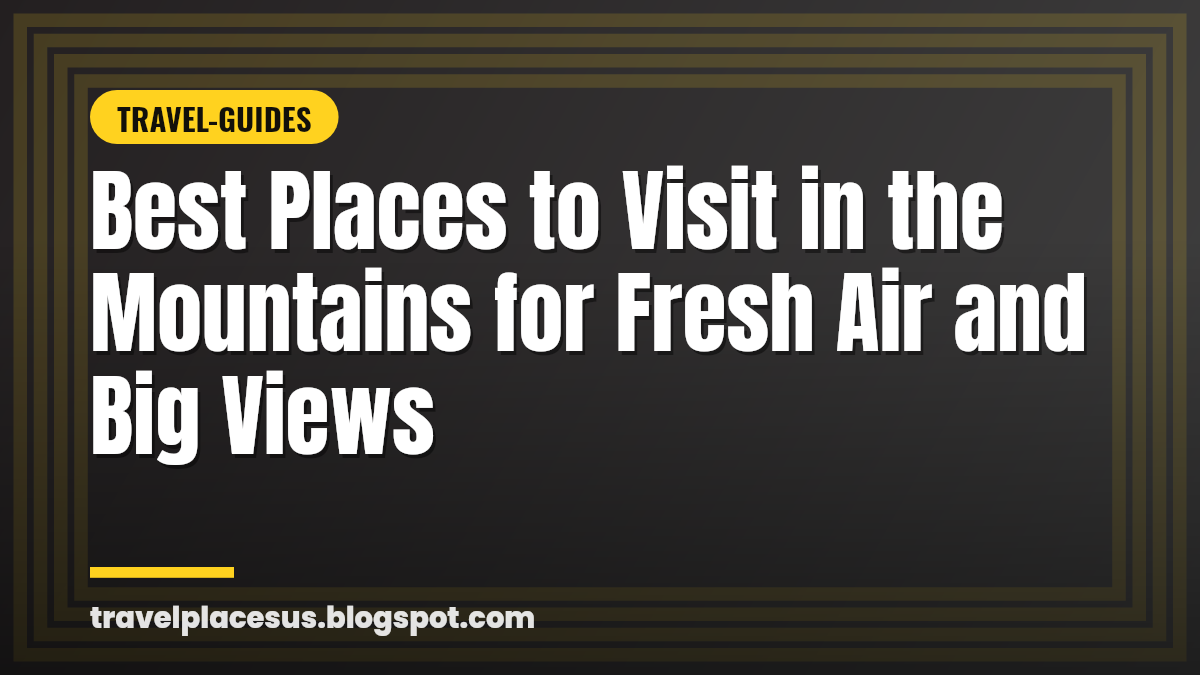 TRAVEL-GUIDES
Best Places to Visit in the
Mountains for Fresh Air and
Big Views
travelplacesus.blogspot.com